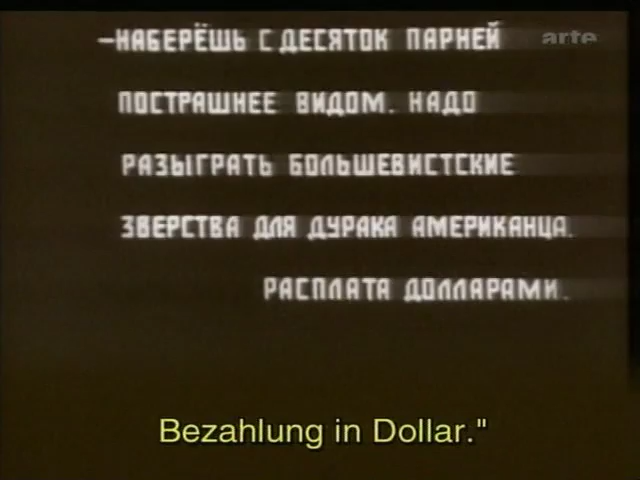 –НАБЕРЁШЬ С ДЕСЯТОК ПАРНЕЙ
arte
ПОСТРАШНЕЕ ВИДОМ. НАДО
РАЗЫГРАТЬ БОЛЬШЕВИСТСКИЕ
ЗВЕРСТВА ДЛЯ ДУРАКА АМЕРИКАНЦА.
РАСПЛАТА ДОЛЛАРАМИ.
Bezahlung in Dollar."